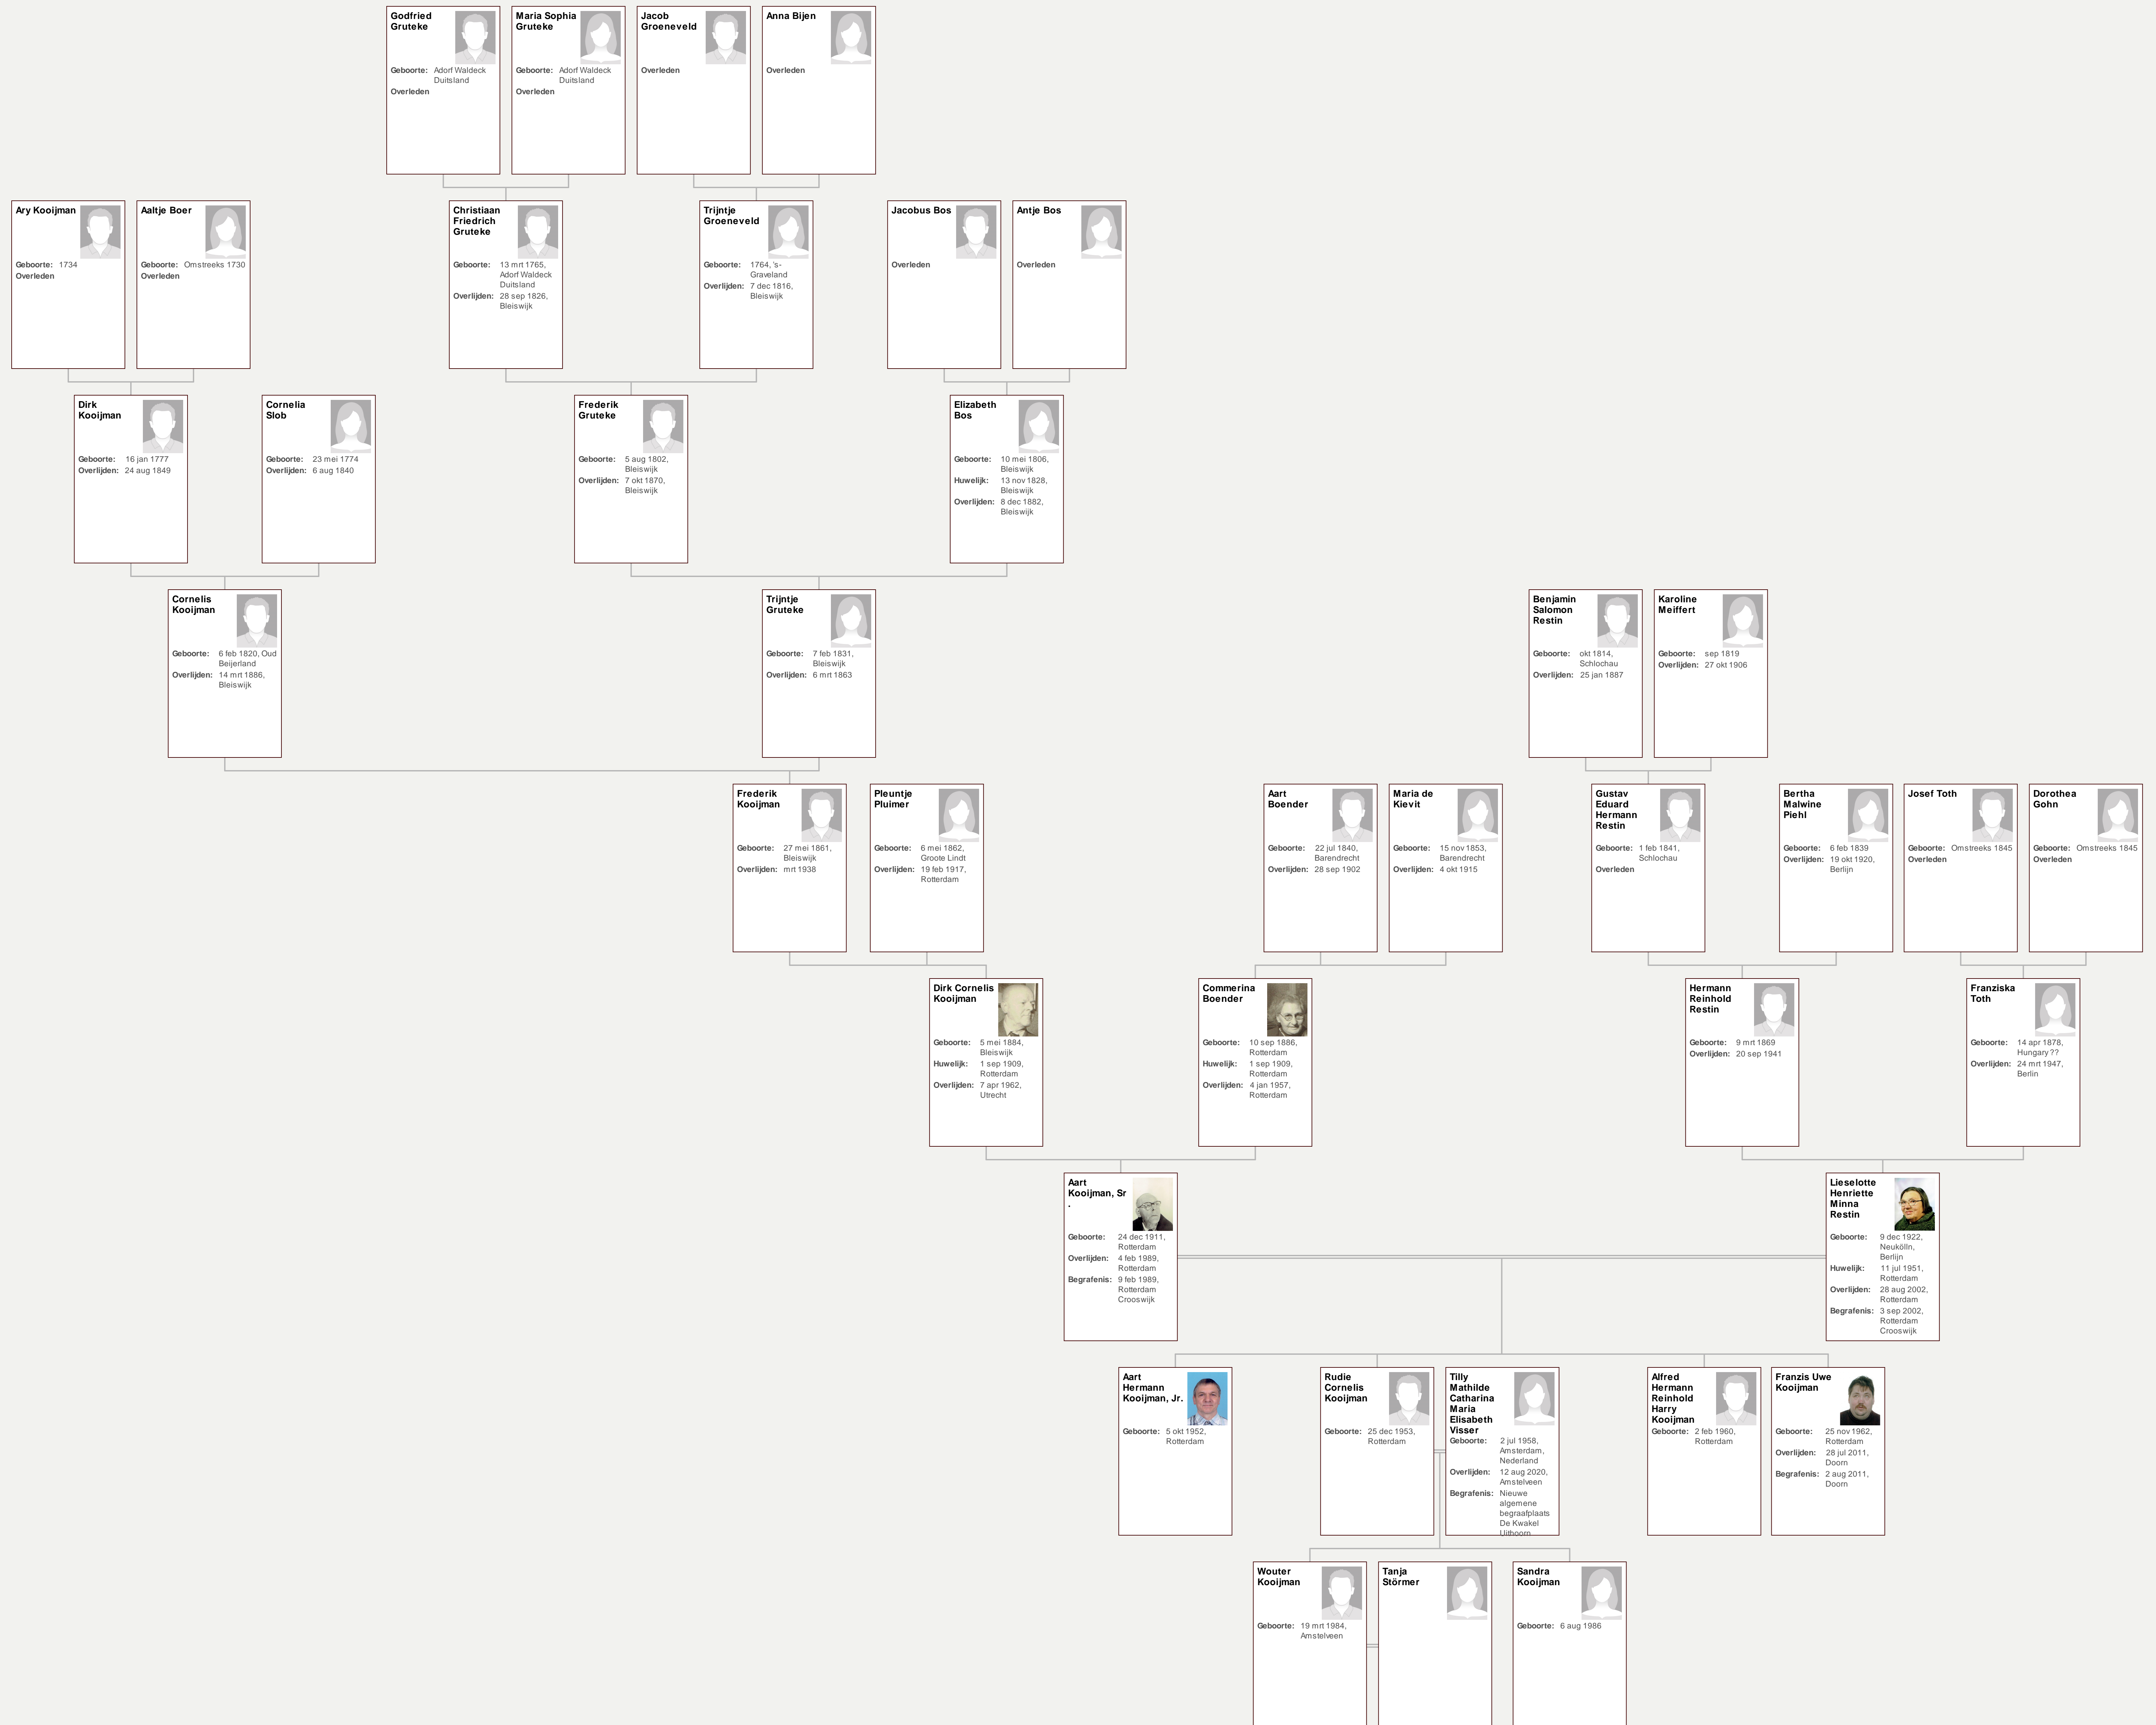 Godfried
Gruteke
Geboorte: Adorf Waldeck
Duitsland
Overleden
Maria Sophia
Gruteke
Geboorte: Adorf Waldeck
Duitsland
Overleden
Jacob
Groeneveld
Overleden
Anna Bijen
Overleden
Ary Kooijman
Geboorte: 1734
Overleden
Aaltje Boer
Geboorte: Omstreeks 1730
Overleden
Christiaan
Friedrich
Gruteke
Geboorte: 13 mrt 1765,
Adorf Waldeck
Duitsland
Overlijden: 28 sep 1826,
Bleiswijk
Trijntje
Groeneveld
Geboorte: 1764, 's-
Graveland
Overlijden: 7 dec 1816,
Bleiswijk
Jacobus Bos
Overleden
Antje Bos
Overleden
Dirk
Kooijman
Geboorte: 16 jan 1777
Overlijden: 24 aug 1849
Cornelia
Slob
Geboorte: 23 mei 1774
Overlijden: 6 aug 1840
Frederik
Gruteke
Geboorte: 5 aug 1802,
Bleiswijk
Overlijden: 7 okt 1870,
Bleiswijk
Elizabeth
Bos
Geboorte: 10 mei 1806,
Bleiswijk
Huwelijk: 13 nov 1828,
Bleiswijk
Overlijden: 8 dec 1882,
Bleiswijk
Cornelis
Kooijman
Geboorte: 6 feb 1820, Oud
Beijerland
Overlijden: 14 mrt 1886,
Bleiswijk
Trijntje
Gruteke
Geboorte: 7 feb 1831,
Bleiswijk
Overlijden: 6 mrt 1863
Benjamin
Salomon
Restin
Geboorte: okt 1814,
Schlochau
Overlijden: 25 jan 1887
Karoline
Meiffert
Geboorte: sep 1819
Overlijden: 27 okt 1906
Frederik
Kooijman
Geboorte: 27 mei 1861,
Bleiswijk
Overlijden: mrt 1938
Pleuntje
Pluimer
Geboorte: 6 mei 1862,
Groote Lindt
Overlijden: 19 feb 1917,
Rotterdam
Aart
Boender
Geboorte: 22 jul 1840,
Barendrecht
Overlijden: 28 sep 1902
Maria de
Kievit
Geboorte: 15 nov 1853,
Barendrecht
Overlijden: 4 okt 1915
Gustav
Eduard
Hermann
Restin
Geboorte: 1 feb 1841,
Schlochau
Overleden
Bertha
Malwine
Piehl
Geboorte: 6 feb 1839
Overlijden: 19 okt 1920,
Berlijn
Josef Toth
Geboorte: Omstreeks 1845
Overleden
Dorothea
Gohn
Geboorte: Omstreeks 1845
Overleden
Dirk Cornelis
Kooijman
Geboorte: 5 mei 1884,
Bleiswijk
Huwelijk: 1 sep 1909,
Rotterdam
Overlijden: 7 apr 1962,
Utrecht
Commerina
Boender
Geboorte: 10 sep 1886,
Rotterdam
Huwelijk: 1 sep 1909,
Rotterdam
Overlijden: 4 jan 1957,
Rotterdam
Hermann
Reinhold
Restin
Geboorte: 9 mrt 1869
Overlijden: 20 sep 1941
Franziska
Toth
Geboorte: 14 apr 1878,
Hungary ??
Overlijden: 24 mrt 1947,
Berlin
Aart
Kooijman, Sr
.
Geboorte: 24 dec 1911,
Rotterdam
Overlijden: 4 feb 1989,
Rotterdam
Begrafenis: 9 feb 1989,
Rotterdam
Crooswijk
Lieselotte
Henriette
Minna
Restin
Geboorte: 9 dec 1922,
Neukölln,
Berlijn
Huwelijk: 11 jul 1951,
Rotterdam
Overlijden: 28 aug 2002,
Rotterdam
Begrafenis: 3 sep 2002,
Rotterdam
Crooswijk
Aart
Hermann
Kooijman, Jr.
Geboorte: 5 okt 1952,
Rotterdam
Rudie
Cornelis
Kooijman
Geboorte: 25 dec 1953,
Rotterdam
Tilly
Mathilde
Catharina
Maria
Elisabeth
Visser
Geboorte: 2 jul 1958,
Amsterdam,
Nederland
Overlijden: 12 aug 2020,
Amstelveen
Begrafenis: Nieuwe
algemene
begraafplaats
De Kwakel
Uithoorn
Alfred
Hermann
Reinhold
Harry
Kooijman
Geboorte: 2 feb 1960,
Rotterdam
Franzis Uwe
Kooijman
Geboorte: 25 nov 1962,
Rotterdam
Overlijden: 28 jul 2011,
Doorn
Begrafenis: 2 aug 2011,
Doorn
Wouter
Kooijman
Geboorte: 19 mrt 1984,
Amstelveen
Tanja
Störmer
Sandra
Kooijman
Geboorte: 6 aug 1986